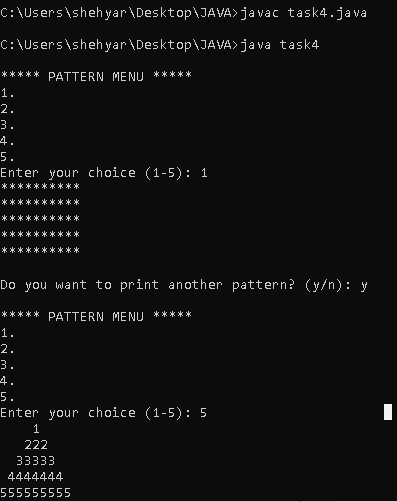 C:\Users\shehyar\Desktop\JAVA>javac task4.java
C:\Users\shehyar\Desktop\JAVA>java task4
***** PATTERN MENU *****
1.
2.
3.
4.
5.
Enter your choice (1-5): 1
**********
**********
**********
**********
**********
Do you want to print another pattern? (y/n): y
***** PATTERN MENU *****
1.
2.
3.
4.
5.
Enter your choice (1-5): 5
    1
   222
  33333
 4444444
555555555